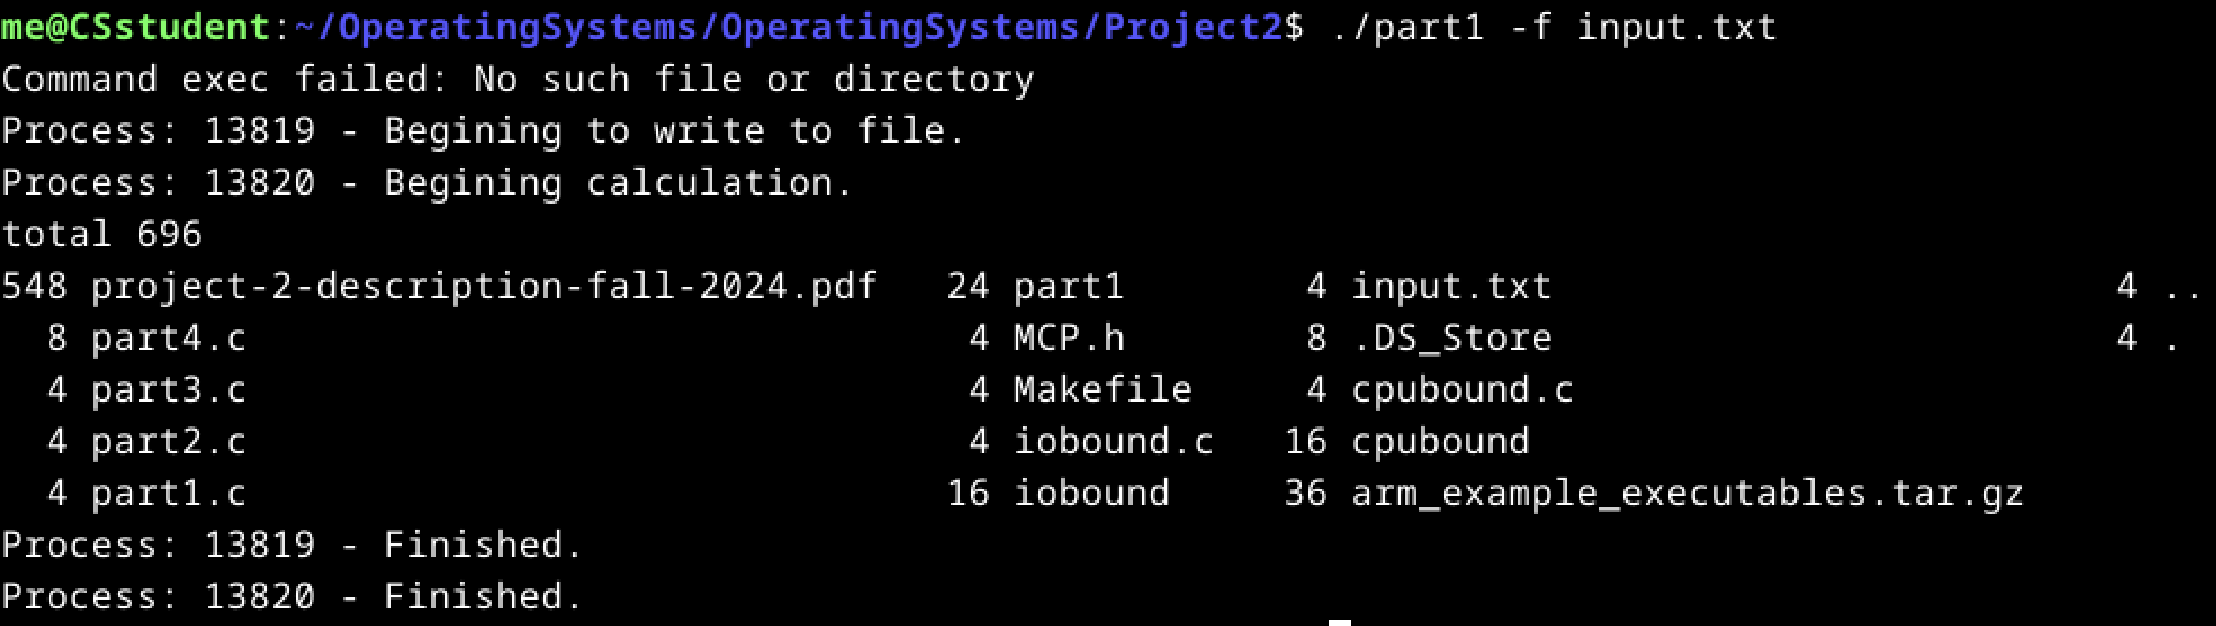 me@CSstudent:~/OperatingSystems/OperatingSystems/Project2$ ./part1 -f input.txt
Command exec failed: No such file or directory
Process: 13819 - Begining to write to file.
Process: 13820 - Begining calculation.
total 696
548 project-2-description-fall-2024.pdf   24 part1        4 input.txt                         4 ..
  8 part4.c                                4 MCP.h        8 .DS_Store                         4 .
  4 part3.c                                4 Makefile     4 cpubound.c
  4 part2.c                                4 iobound.c   16 cpubound
  4 part1.c                               16 iobound     36 arm_example_executables.tar.gz
Process: 13819 - Finished.
Process: 13820 - Finished.